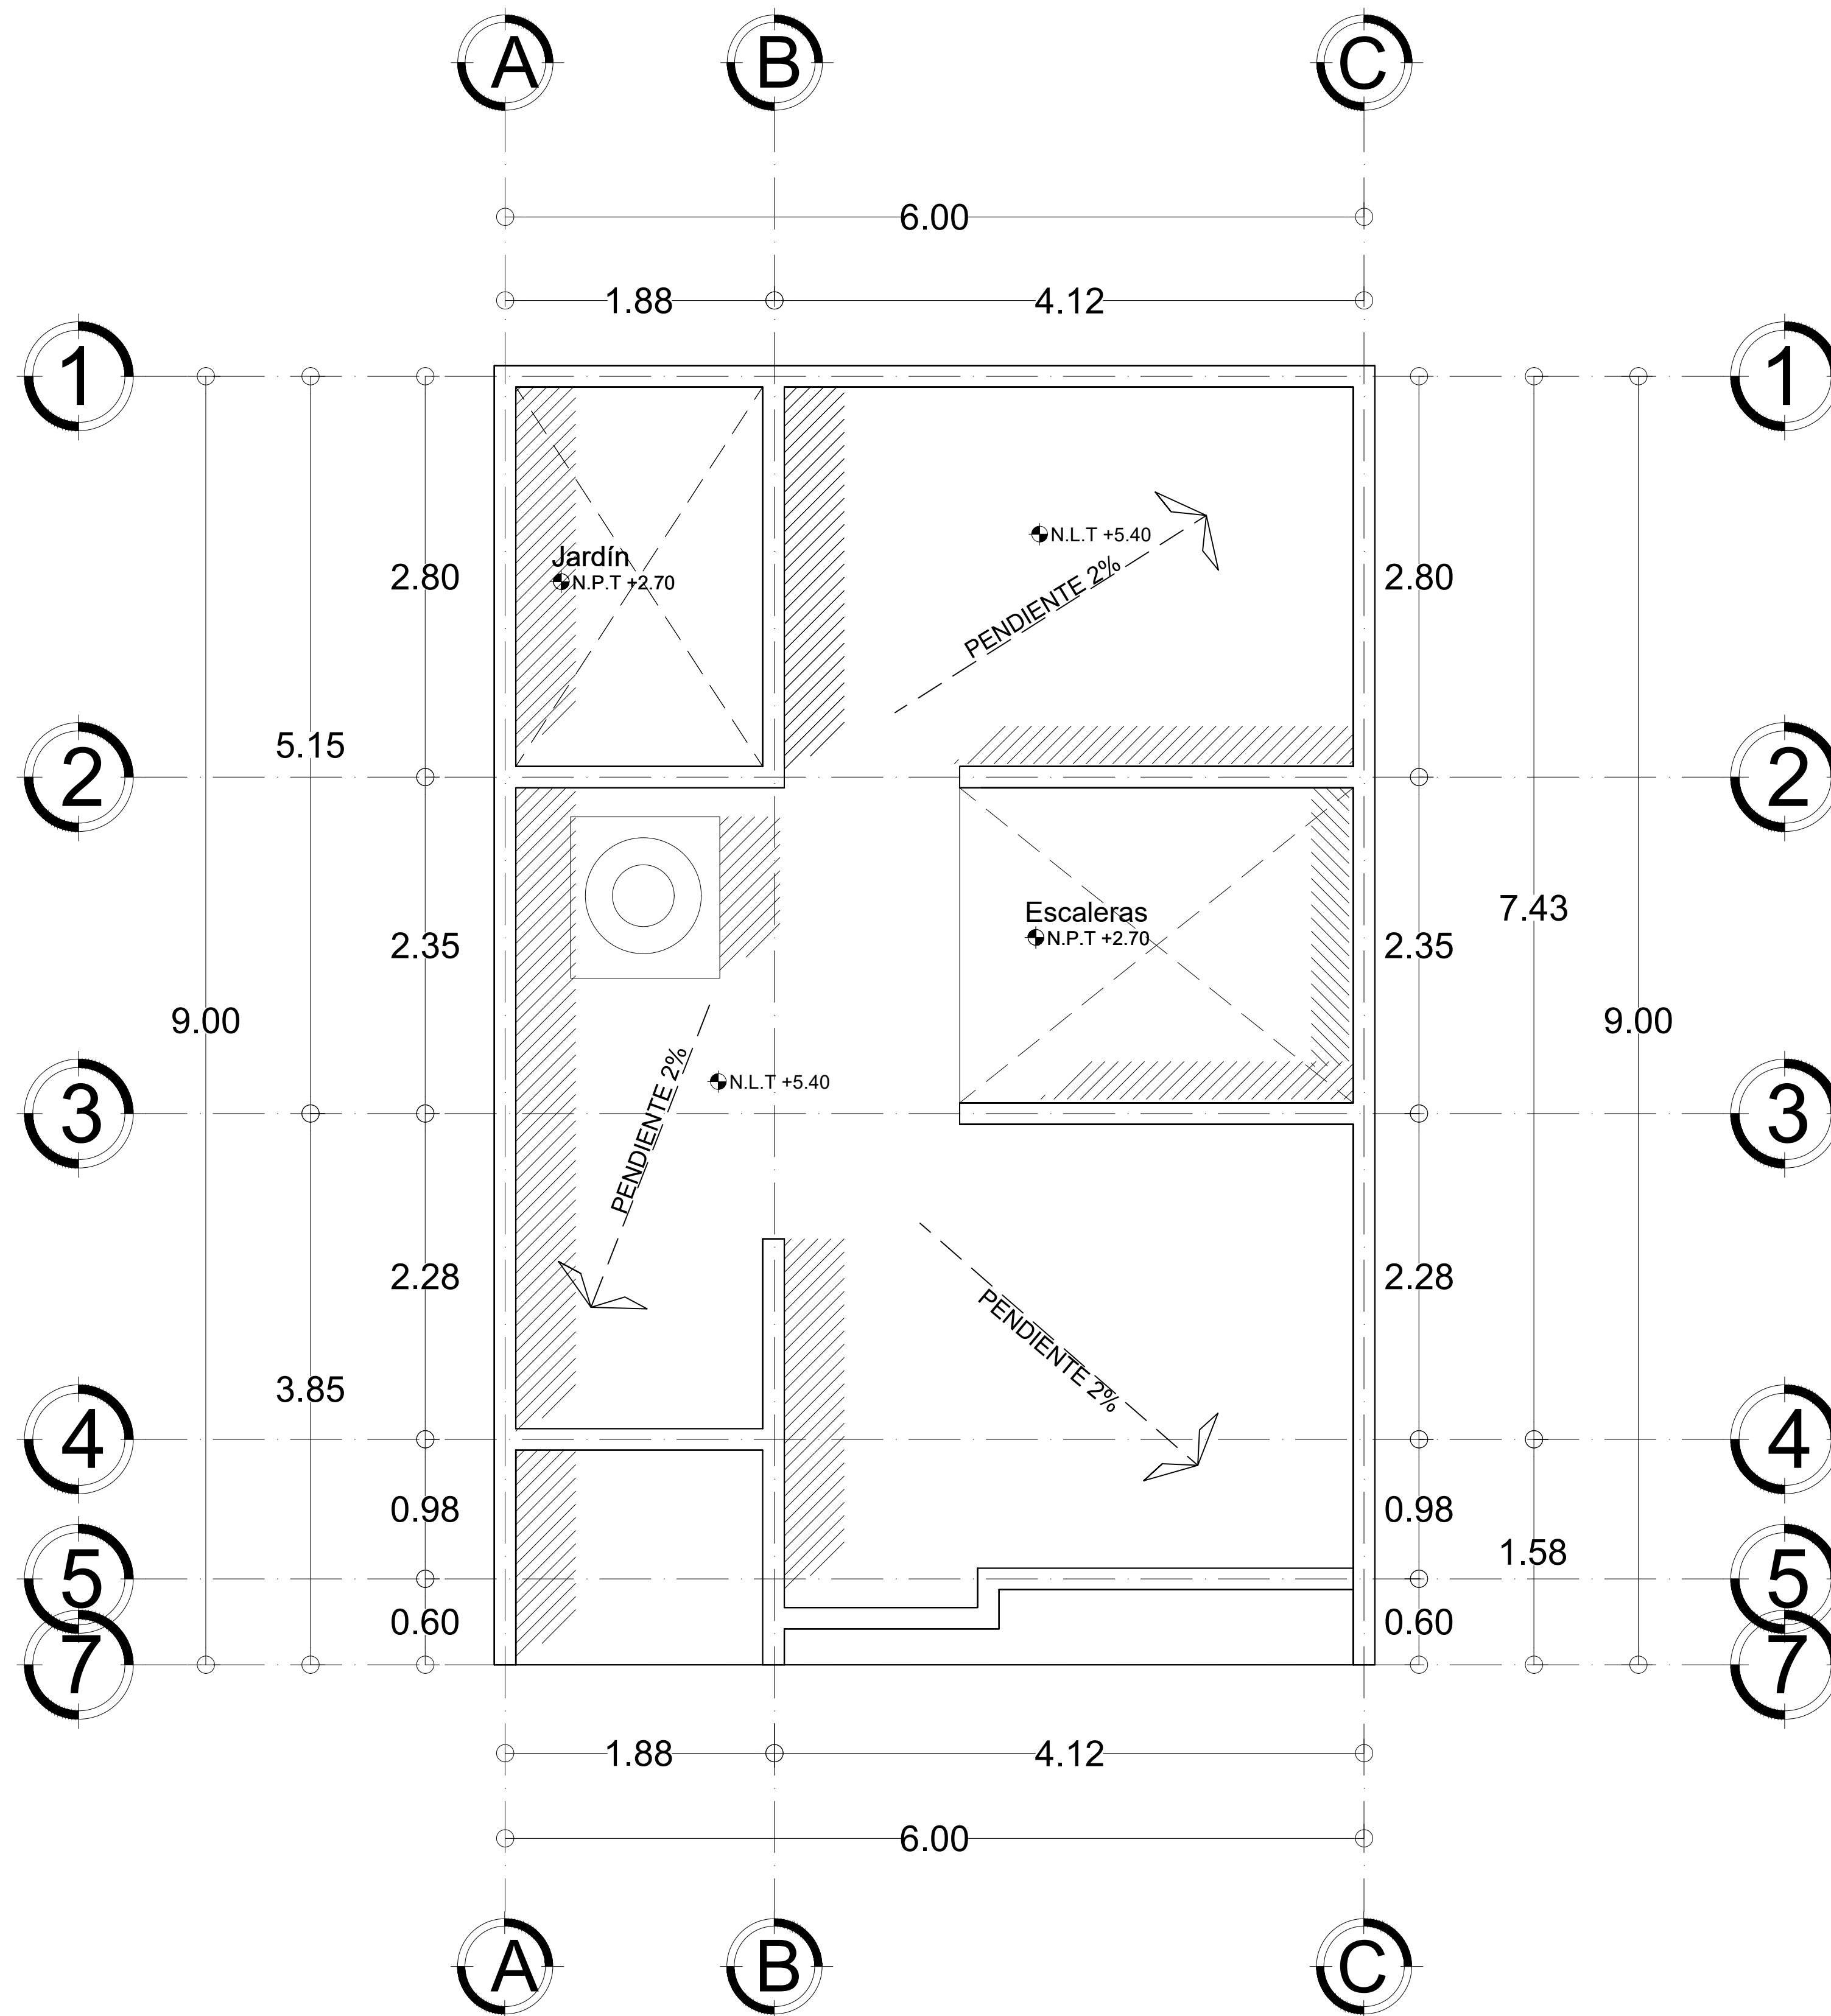 A B C
6.00
1.88 4.12
1 1
N.L.T +5.40
Jardín
N.P.T +2.70
2.80 2.80
PENDIENTE 2%
5.15
2 2
7.43
Escaleras
N.P.T +2.70
2.35 2.35
9.00 9.00
N.L.T +5.40
PENDIENTE 2%
3 3
2.28 2.28
PENDIENTE 2%
3.85
4 4
0.98 0.98
1.58
5 5
0.60 0.60
7 7
1.88 4.12
6.00
A B C